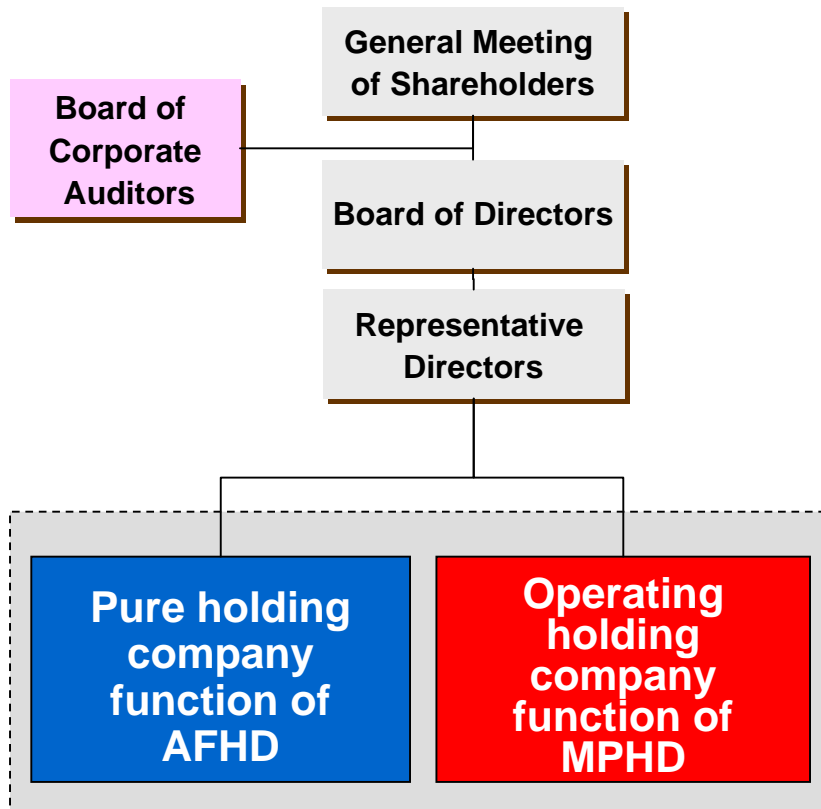 General Meeting
of Shareholders
Board of
Corporate
Auditors
Board of Directors
Representative
Directors
Pure holding
company
function of
AFHD
Operating
holding
company
function of
MPHD